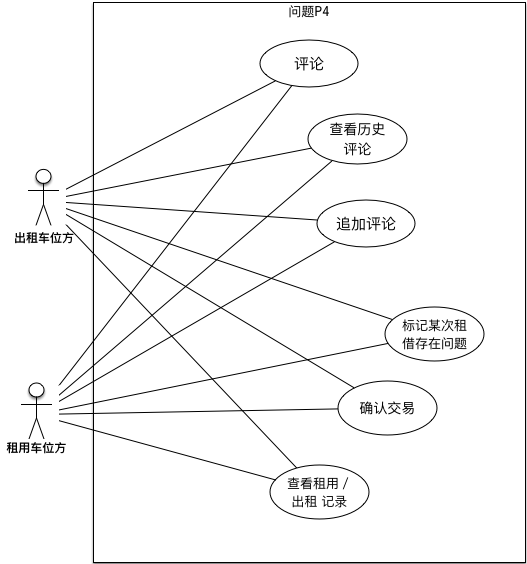 问题P4
评论
查看历史
评论
出租车位方
追加评论
标记某次租
借存在问题
租用车位方
确认交易
查看租用 /
出租 记录